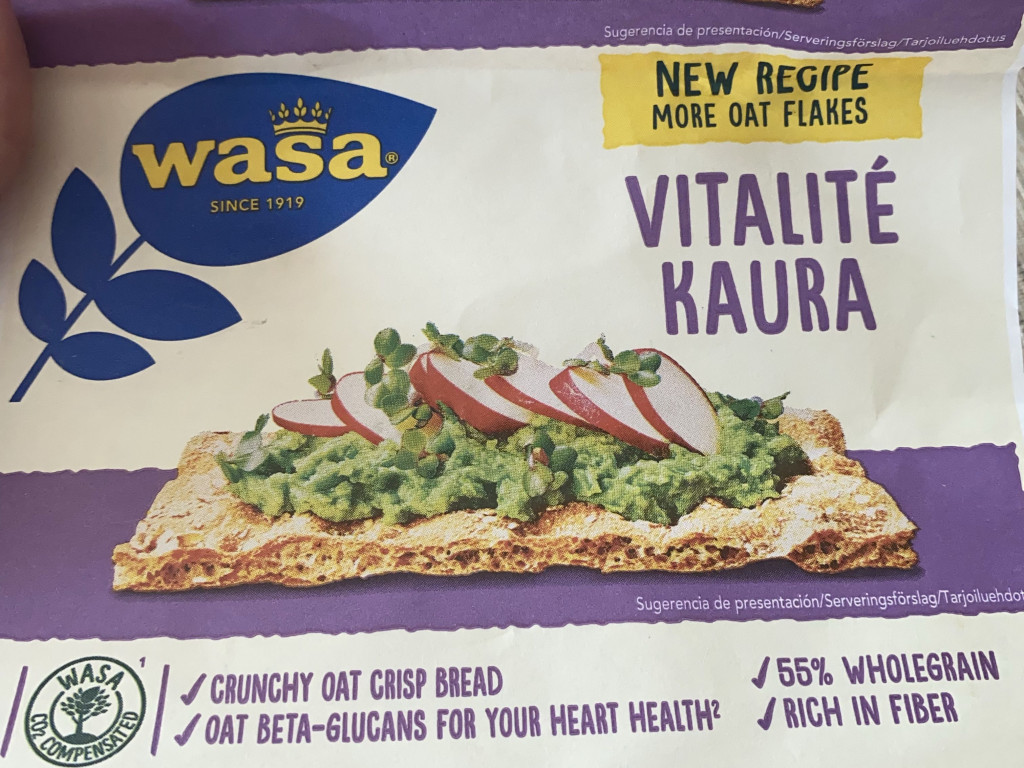 Sugerencia de presentación/Serveringsförslag/Tarjoiluehdotus
wasa®
SINCE 1919
NEW RECIPE
MORE OAT FLAKES
VITALITÉ
KAURA
Sugerencia de presentación/Serveringsförslag/Tarjoiluehdot
WASA
CO₂ COMPENSATED
1
✓ CRUNCHY OAT CRISP BREAD
✓ OAT BETA-GLUCANS FOR YOUR HEART HEALTH²
✓ 55% WHOLEGRAIN
✓ RICH IN FIBER